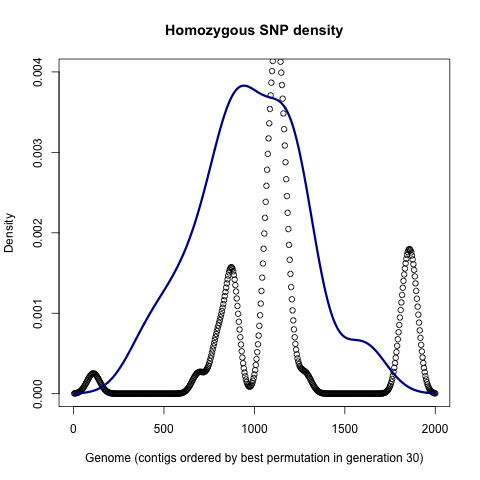 Homozygous SNP density
Density
0.004
0.003
0.002
0.001
0.000
0 500 1000 1500 2000
Genome (contigs ordered by best permutation in generation 30)